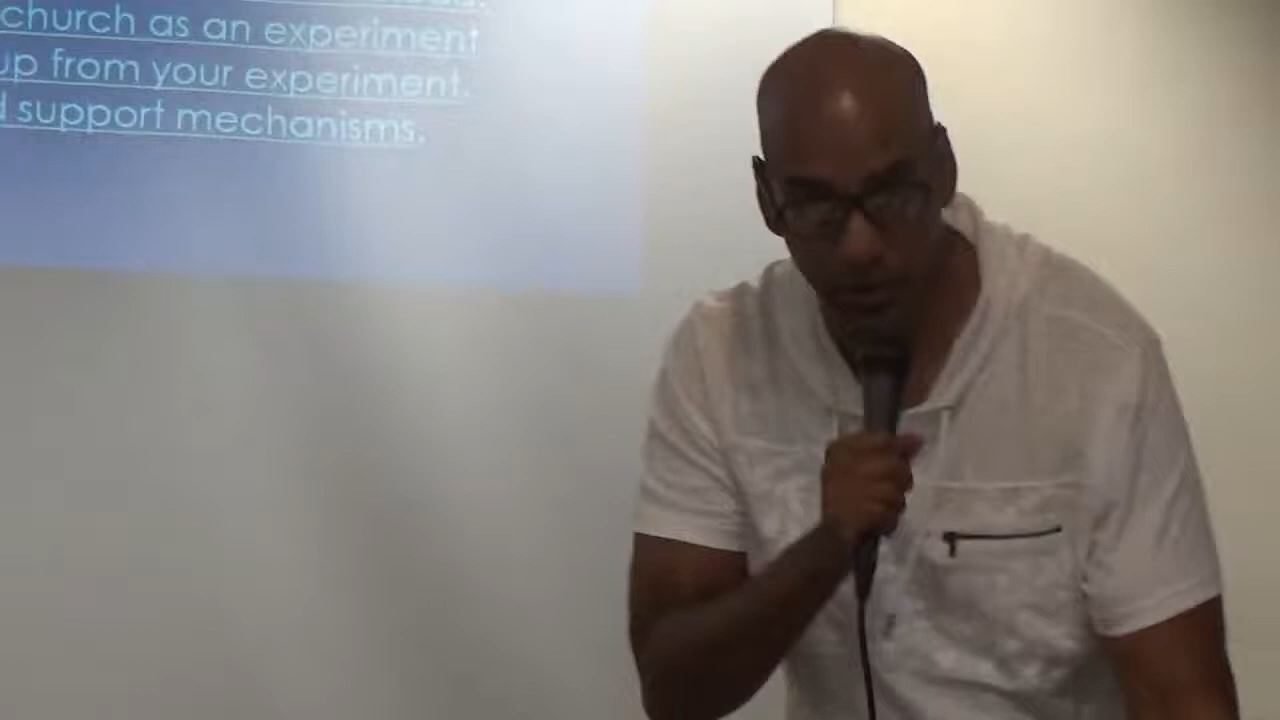 church as an experiment
up from your experiment.
support mechanisms.